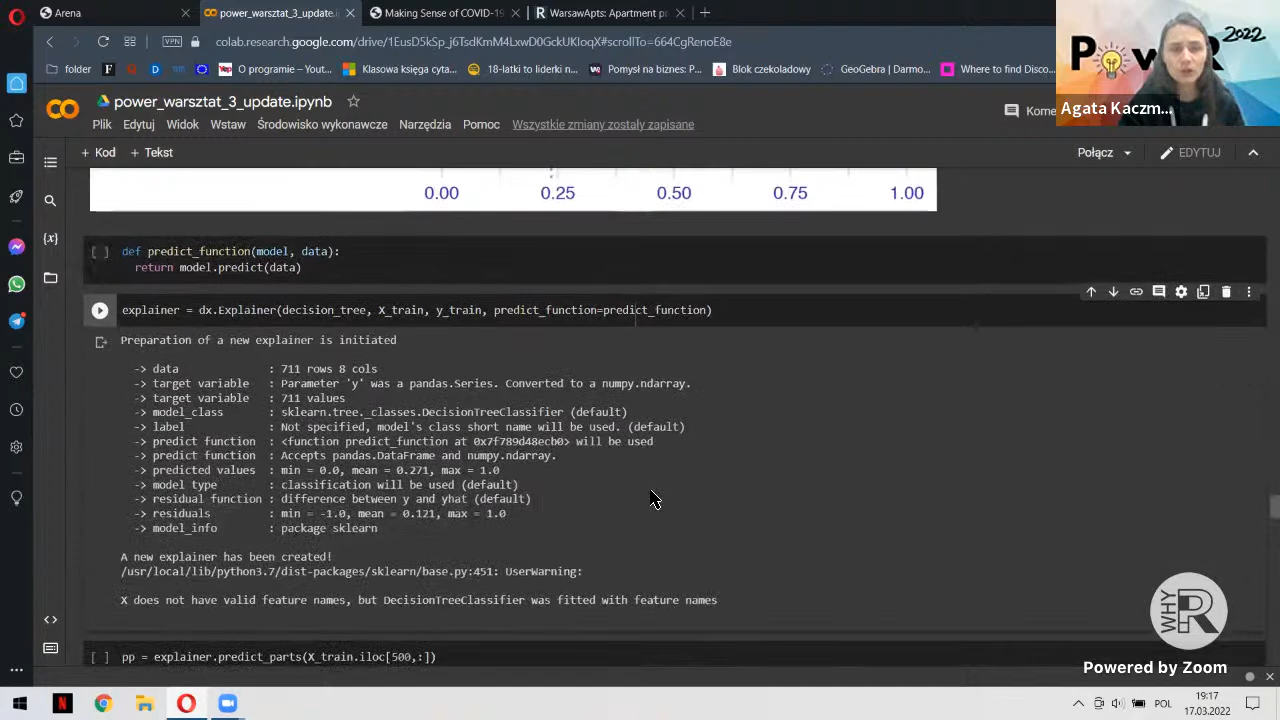 Arena
power_warsztat_3_update.ipynb
Making Sense of COVID-19
WarsawApts: Apartment pr
VPN
colab.research.google.com/drive/1EusD5kSp_j6TsdKmM4LxwD0GckUKloqX#scrollTo=664CgRenoE8e
folder
O programie – Yout...
Klasowa księga cyta...
18-latki to liderki n...
Pomysł na biznes: P...
Blok czekoladowy
GeoGebra | Darmo...
Where to find Discou
PoweR 2022
Agata Kaczm...
power_warsztat_3_update.ipynb
Kome
Plik Edytuj Widok Wstaw Środowisko wykonawcze Narzędzia Pomoc Wszystkie zmiany zostały zapisane
+ Kod + Tekst
Połącz
EDYTUJ
0.00 0.25 0.50 0.75 1.00
[ ] def predict_function(model, data):
return model.predict(data)
explainer = dx.Explainer(decision_tree, X_train, y_train, predict_function=predict_function)
Preparation of a new explainer is initiated
-> data : 711 rows 8 cols
-> target variable : Parameter 'y' was a pandas.Series. Converted to a numpy.ndarray.
-> target variable : 711 values
-> model_class : sklearn.tree._classes.DecisionTreeClassifier (default)
-> label : Not specified, model's class short name will be used. (default)
-> predict function : <function predict_function at 0x7f789d48ecb0> will be used
-> predict function : Accepts pandas.DataFrame and numpy.ndarray.
-> predicted values : min = 0.0, mean = 0.271, max = 1.0
-> model type : classification will be used (default)
-> residual function : difference between y and yhat (default)
-> residuals : min = -1.0, mean = 0.121, max = 1.0
-> model_info : package sklearn
A new explainer has been created!
/usr/local/lib/python3.7/dist-packages/sklearn/base.py:451: UserWarning:
X does not have valid feature names, but DecisionTreeClassifier was fitted with feature names
[ ] pp = explainer.predict_parts(X_train.iloc[500,:])
WHY R
Powered by Zoom
POL
19:17
17.03.2022